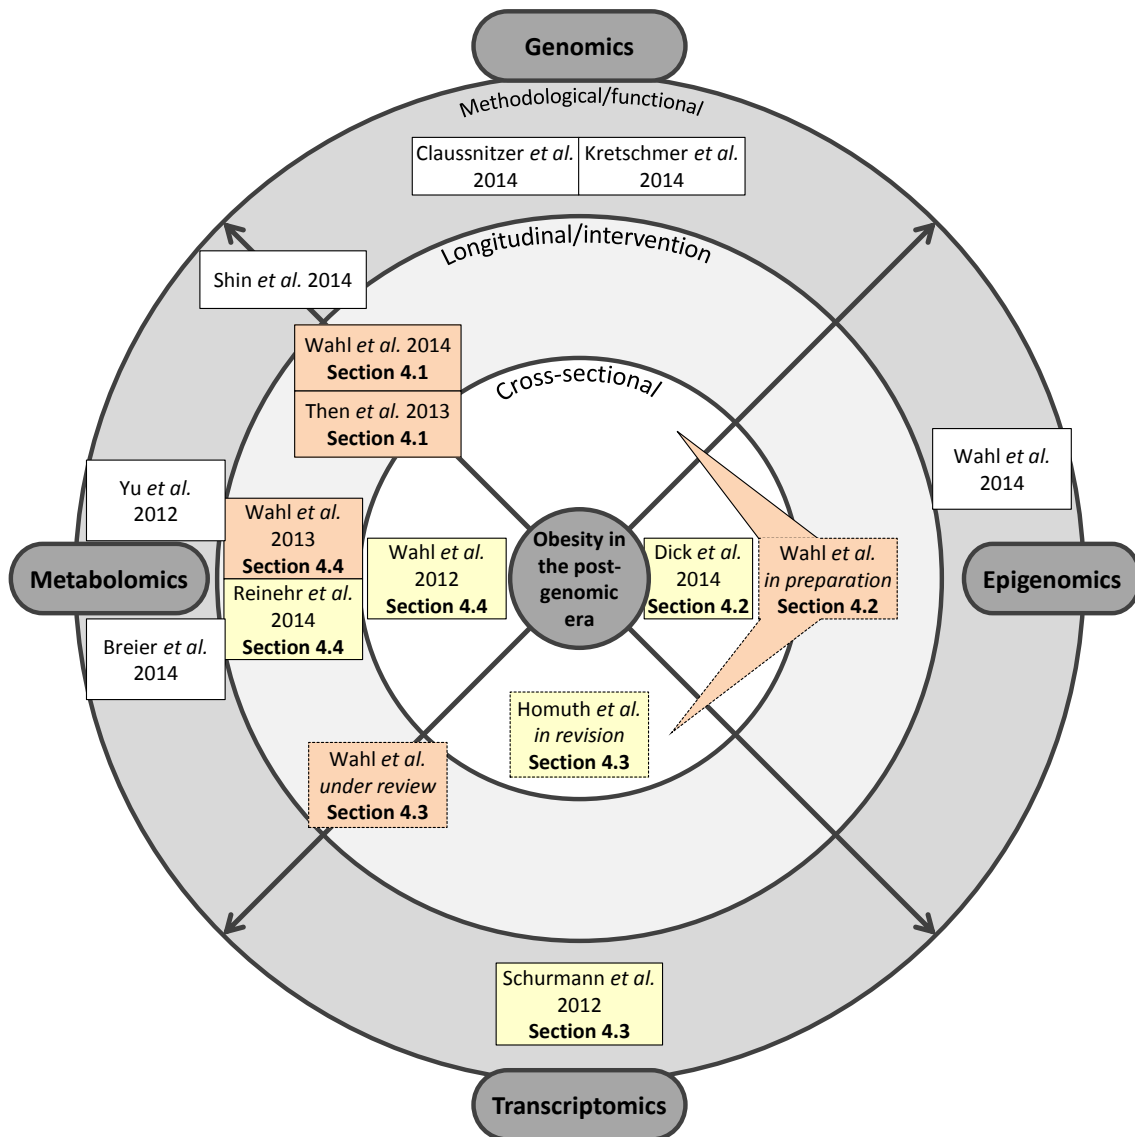 Genomics
Methodological/functional
Claussnitzer et al.
2014
Kretschmer et al.
2014
Longitudinal/intervention
Shin et al. 2014
Wahl et al. 2014
Section 4.1
Cross-sectional
Then et al. 2013
Section 4.1
Wahl et al.
2014
Yu et al.
2012
Wahl et al.
2013
Section 4.4
Metabolomics
Reinehr et al.
2014
Section 4.4
Breier et al.
2014
Wahl et al.
2012
Section 4.4
Obesity in
the post-
genomic
era
Dick et al.
2014
Section 4.2
Wahl et al.
in preparation
Section 4.2
Epigenomics
Homuth et al.
in revision
Section 4.3
Wahl et al.
under review
Section 4.3
Schurmann et al.
2012
Section 4.3
Transcriptomics